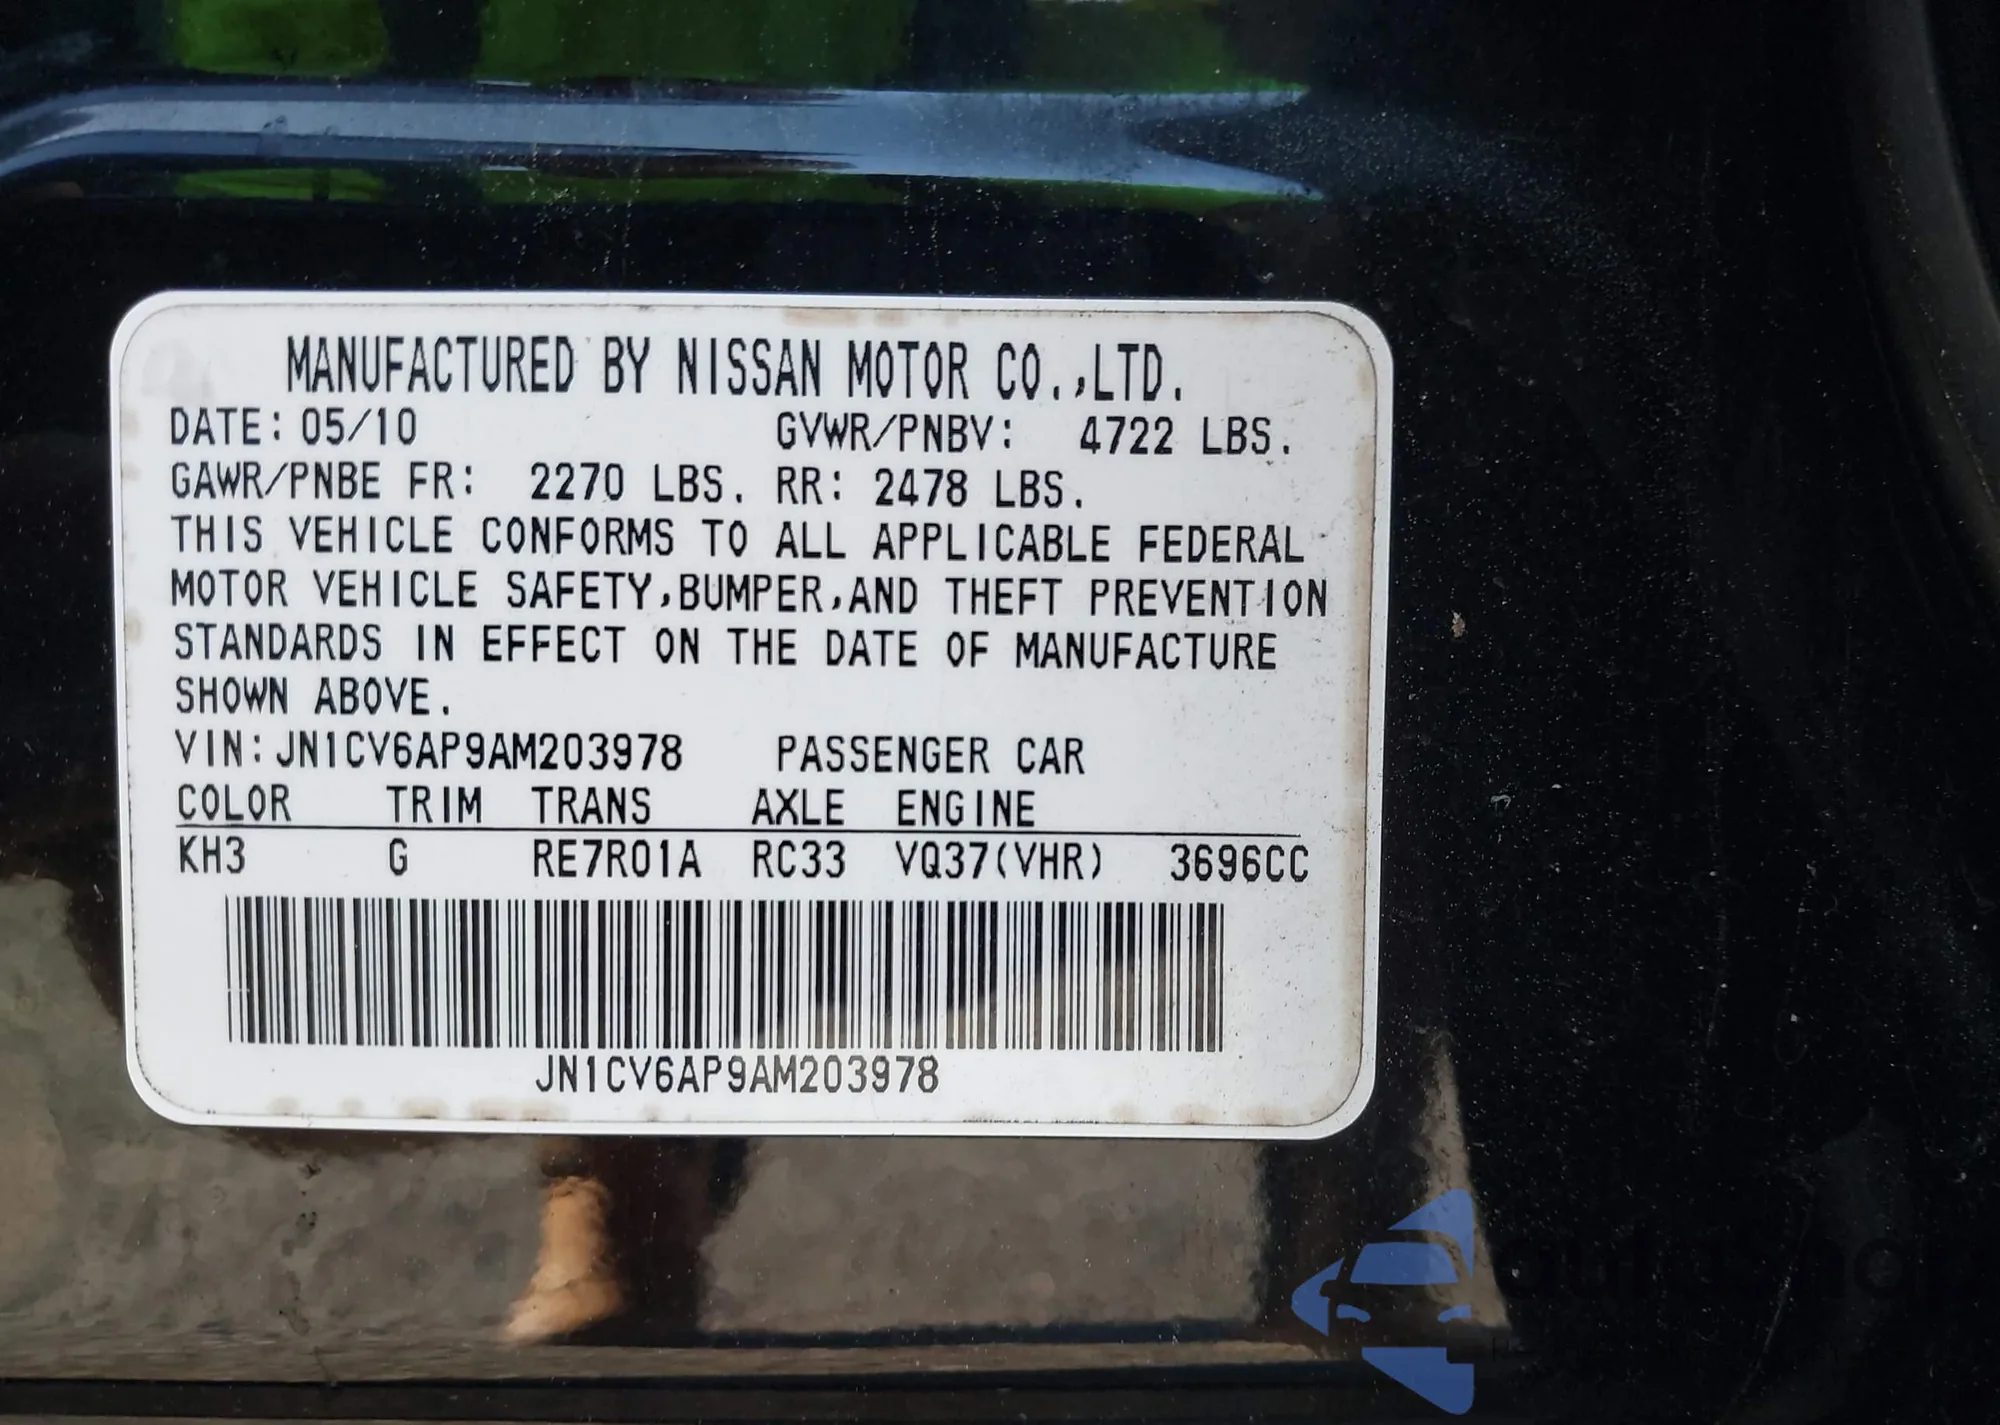 MANUFACTURED BY NISSAN MOTOR CO.,LTD.
DATE: 05/10 GVWR/PNBV: 4722 LBS.
GAWR/PNBE FR: 2270 LBS. RR: 2478 LBS.
THIS VEHICLE CONFORMS TO ALL APPLICABLE FEDERAL
MOTOR VEHICLE SAFETY,BUMPER,AND THEFT PREVENTION
STANDARDS IN EFFECT ON THE DATE OF MANUFACTURE
SHOWN ABOVE.
VIN: JN1CV6AP9AM203978 PASSENGER CAR
COLOR TRIM TRANS AXLE ENGINE
KH3 G RE7R01A RC33 VQ37(VHR) 3696CC
JN1CV6AP9AM203978